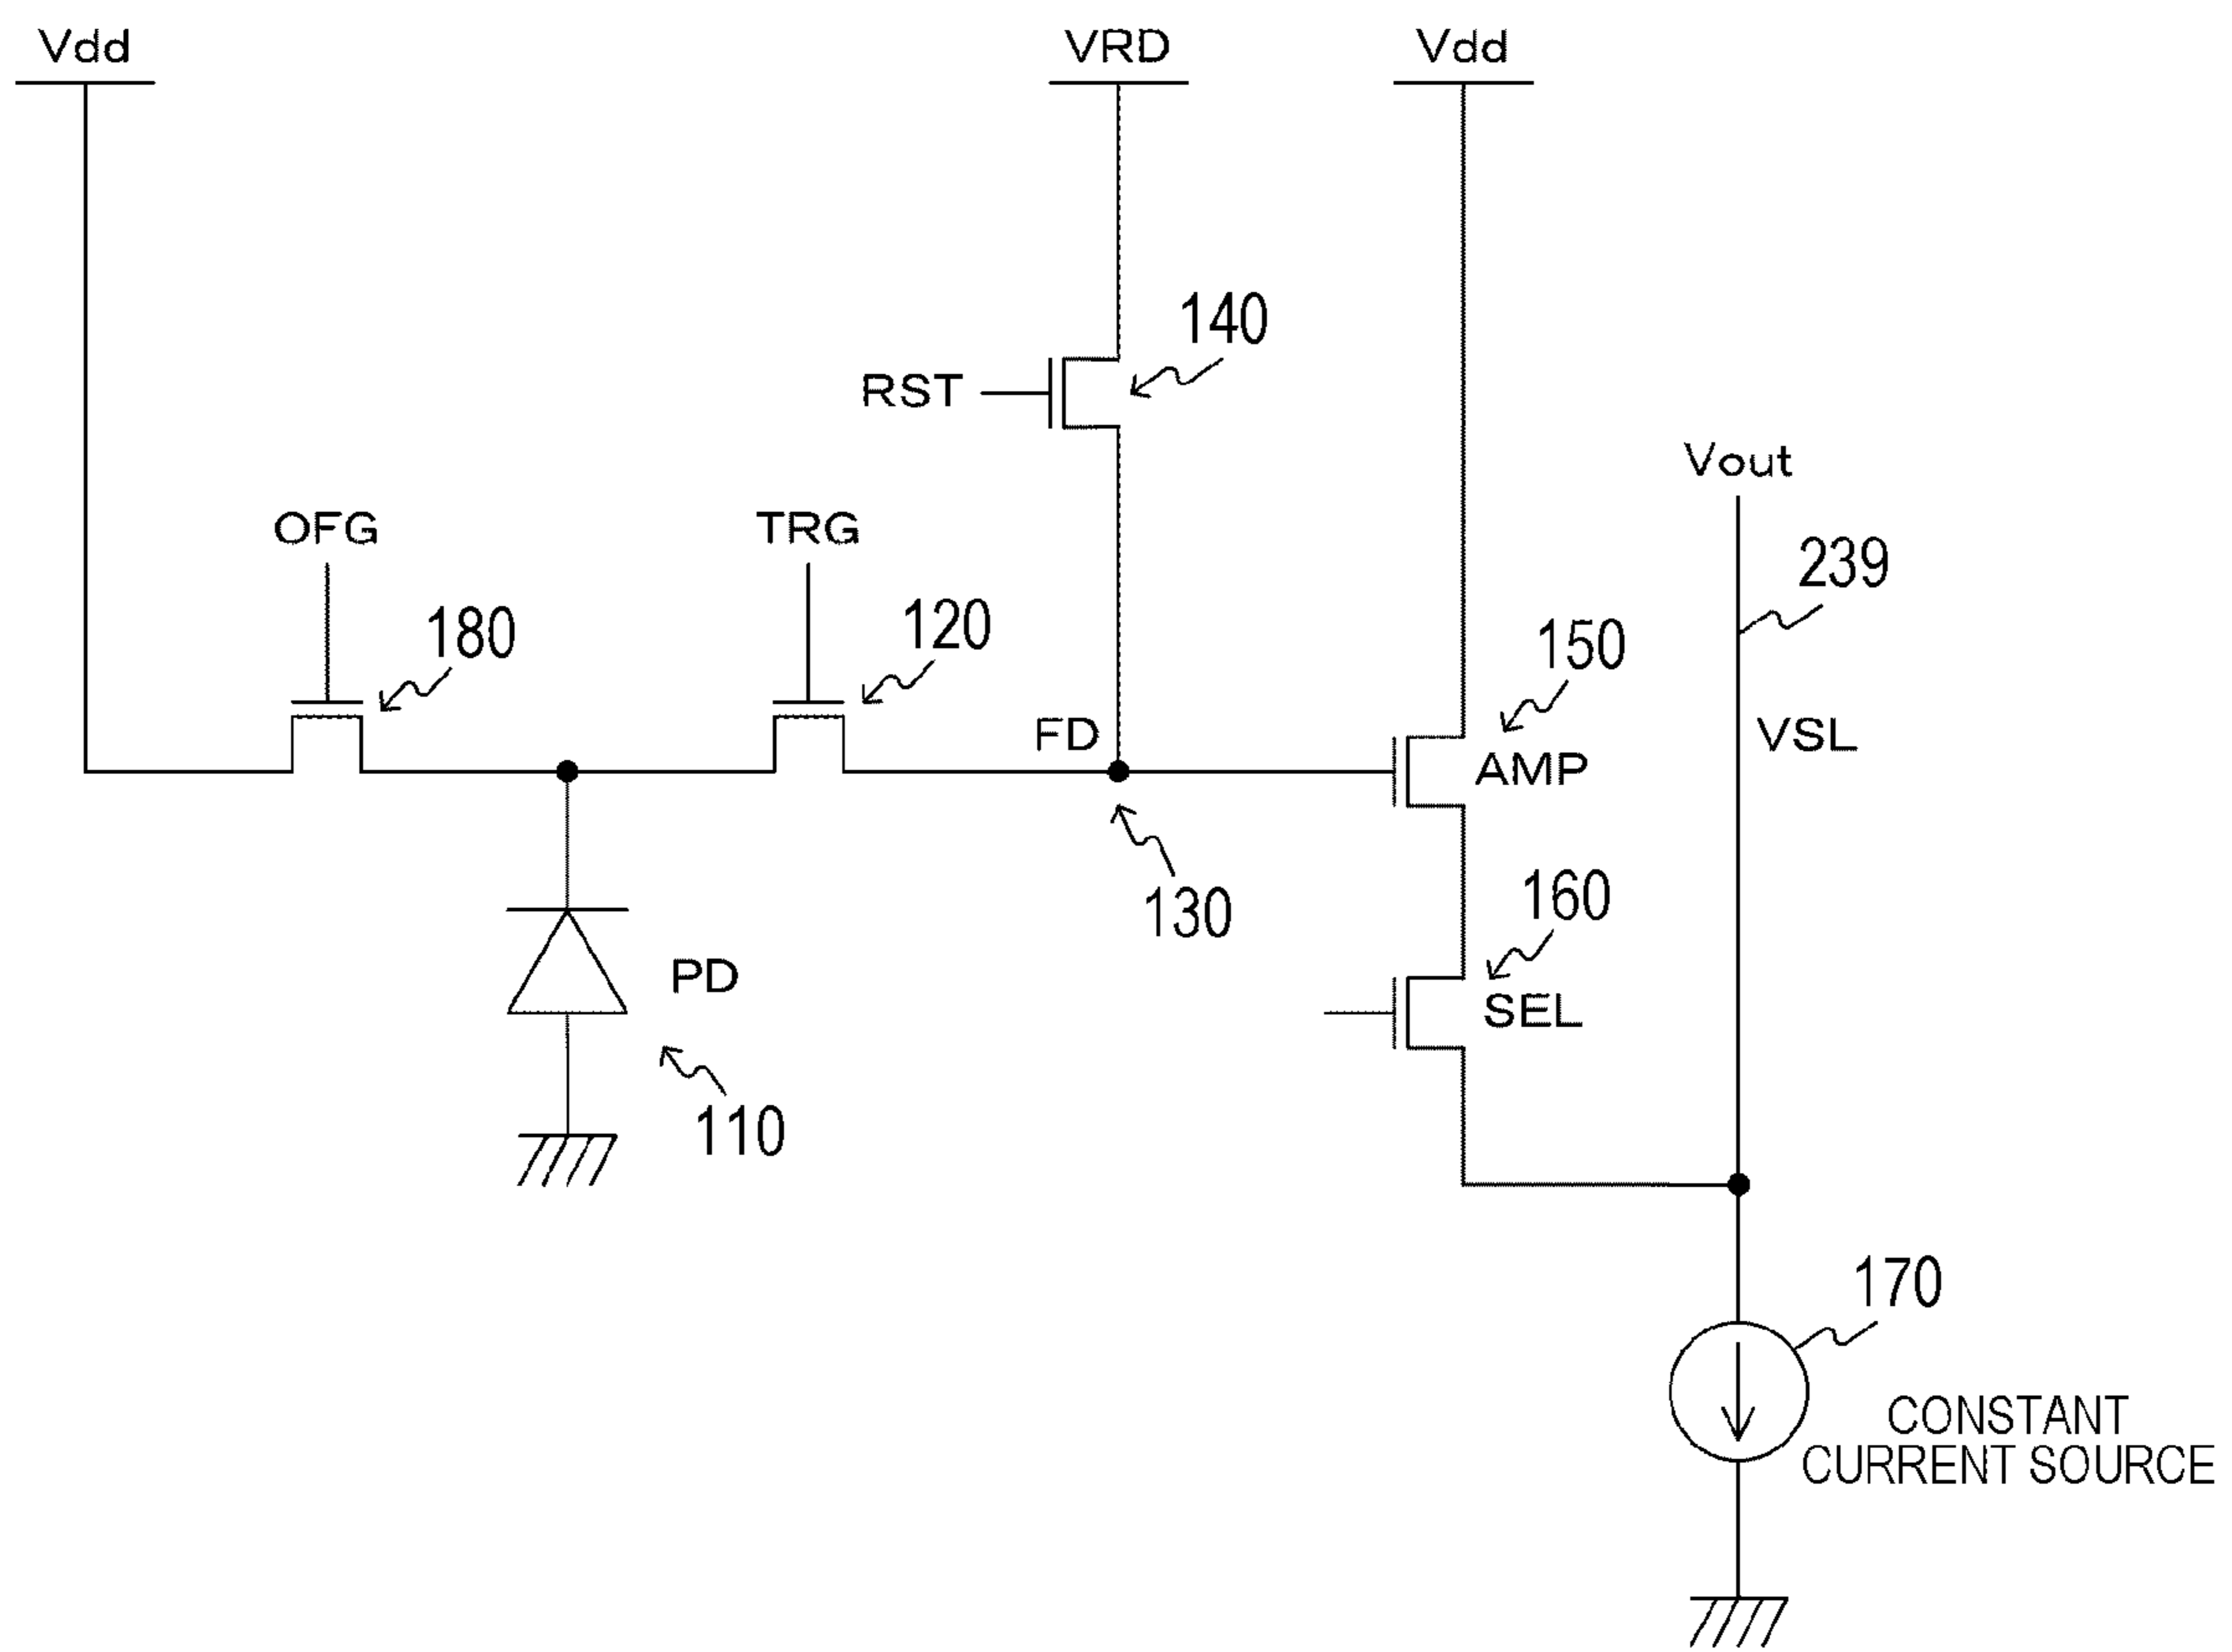 Vdd
VRD
Vdd
140
RST
Vout
OFG
TRG
239
180
120
150
FD
VSL
AMP
130
160
PD
SEL
110
170
CONSTANT
CURRENT SOURCE